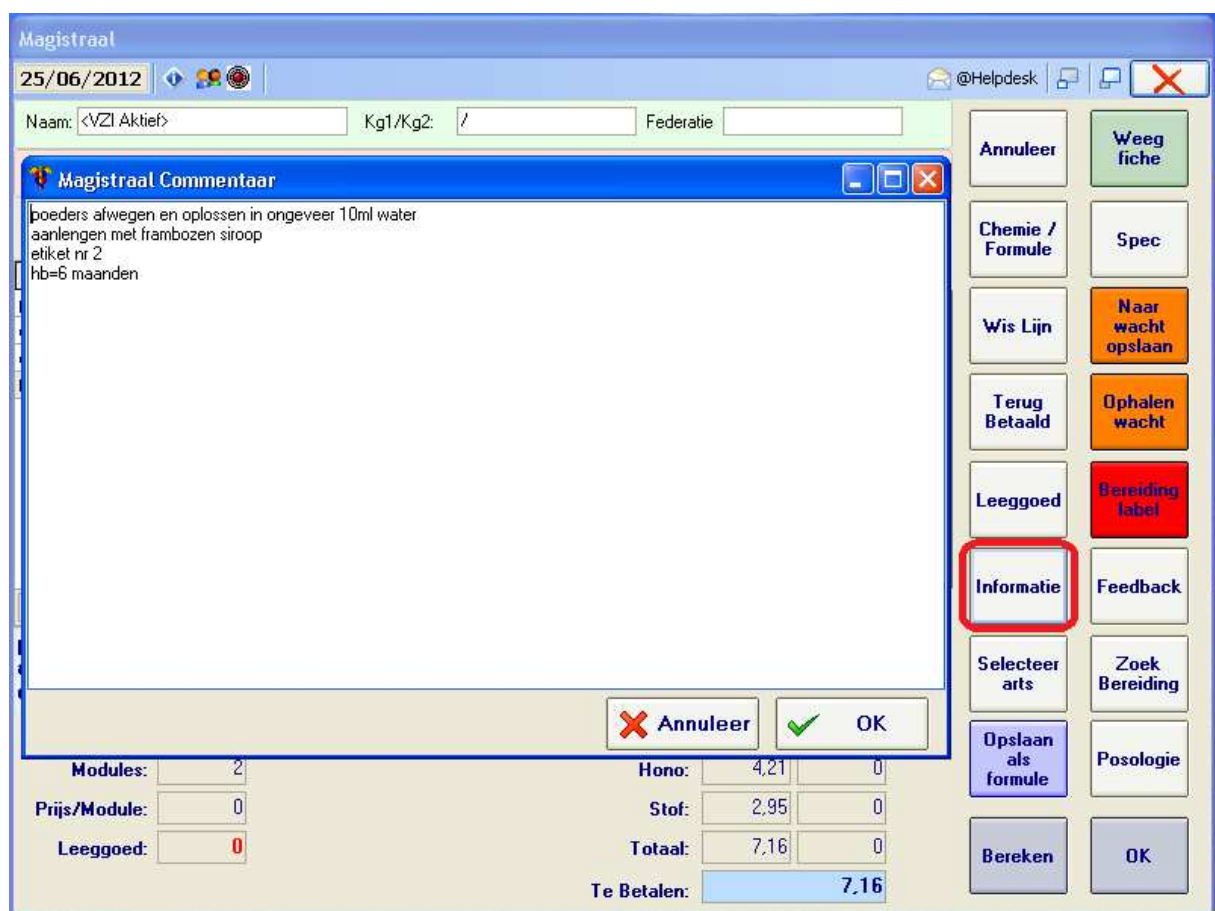 Magistraal
25/06/2012
@Helpdesk
Naam: <VZI Aktief> Kg1/Kg2: / Federatie
Magistraal Commentaar
poeders afwegen en oplossen in ongeveer 10ml water
aanlengen met frambozen siroop
etiket nr 2
hb=6 maanden
Annuleer
OK
Modules: 2
Prijs/Module: 0
Leeggoed: 0
Hono: 4,21 0
Stof: 2,95 0
Totaal: 7,16 0
Te Betalen: 7,16
Annuleer
Weeg
fiche
Chemie /
Formule
Spec
Wis Lijn
Naar
wacht
opslaan
Terug
Betaald
Ophalen
wacht
Leeggoed
Bereiding
label
Informatie
Feedback
Selecteer
arts
Zoek
Bereiding
Opslaan
als
formule
Posologie
Bereken
OK